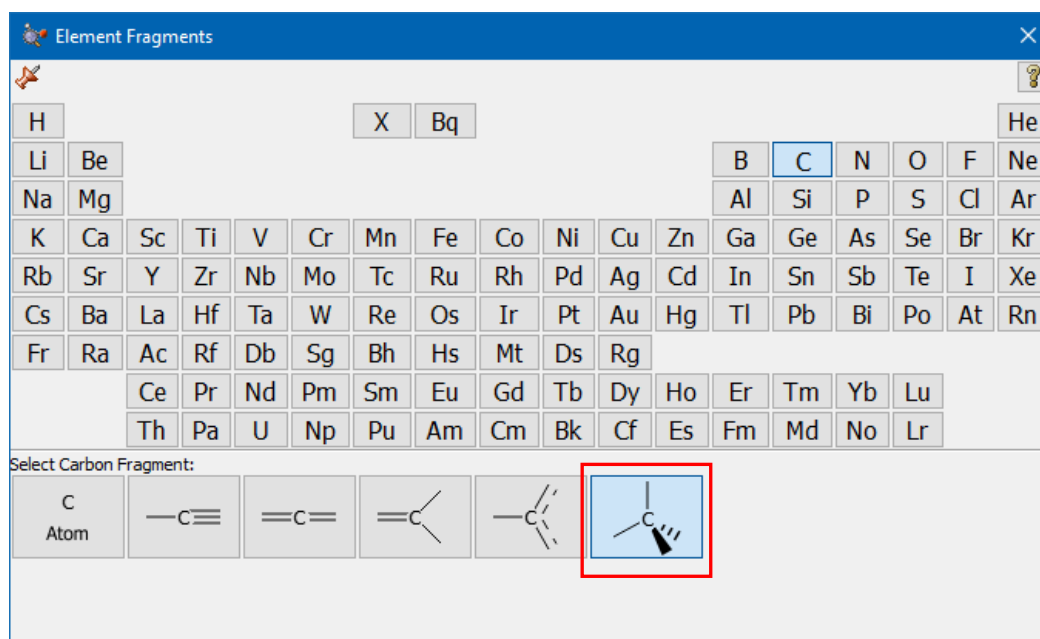 Element Fragments
H X Bq He
Li Be B C N O F Ne
Na Mg Al Si P S Cl Ar
K Ca Sc Ti V Cr Mn Fe Co Ni Cu Zn Ga Ge As Se Br Kr
Rb Sr Y Zr Nb Mo Tc Ru Rh Pd Ag Cd In Sn Sb Te I Xe
Cs Ba La Hf Ta W Re Os Ir Pt Au Hg Tl Pb Bi Po At Rn
Fr Ra Ac Rf Db Sg Bh Hs Mt Ds Rg
Ce Pr Nd Pm Sm Eu Gd Tb Dy Ho Er Tm Yb Lu
Th Pa U Np Pu Am Cm Bk Cf Es Fm Md No Lr
Select Carbon Fragment:
C C C C C C
Atom